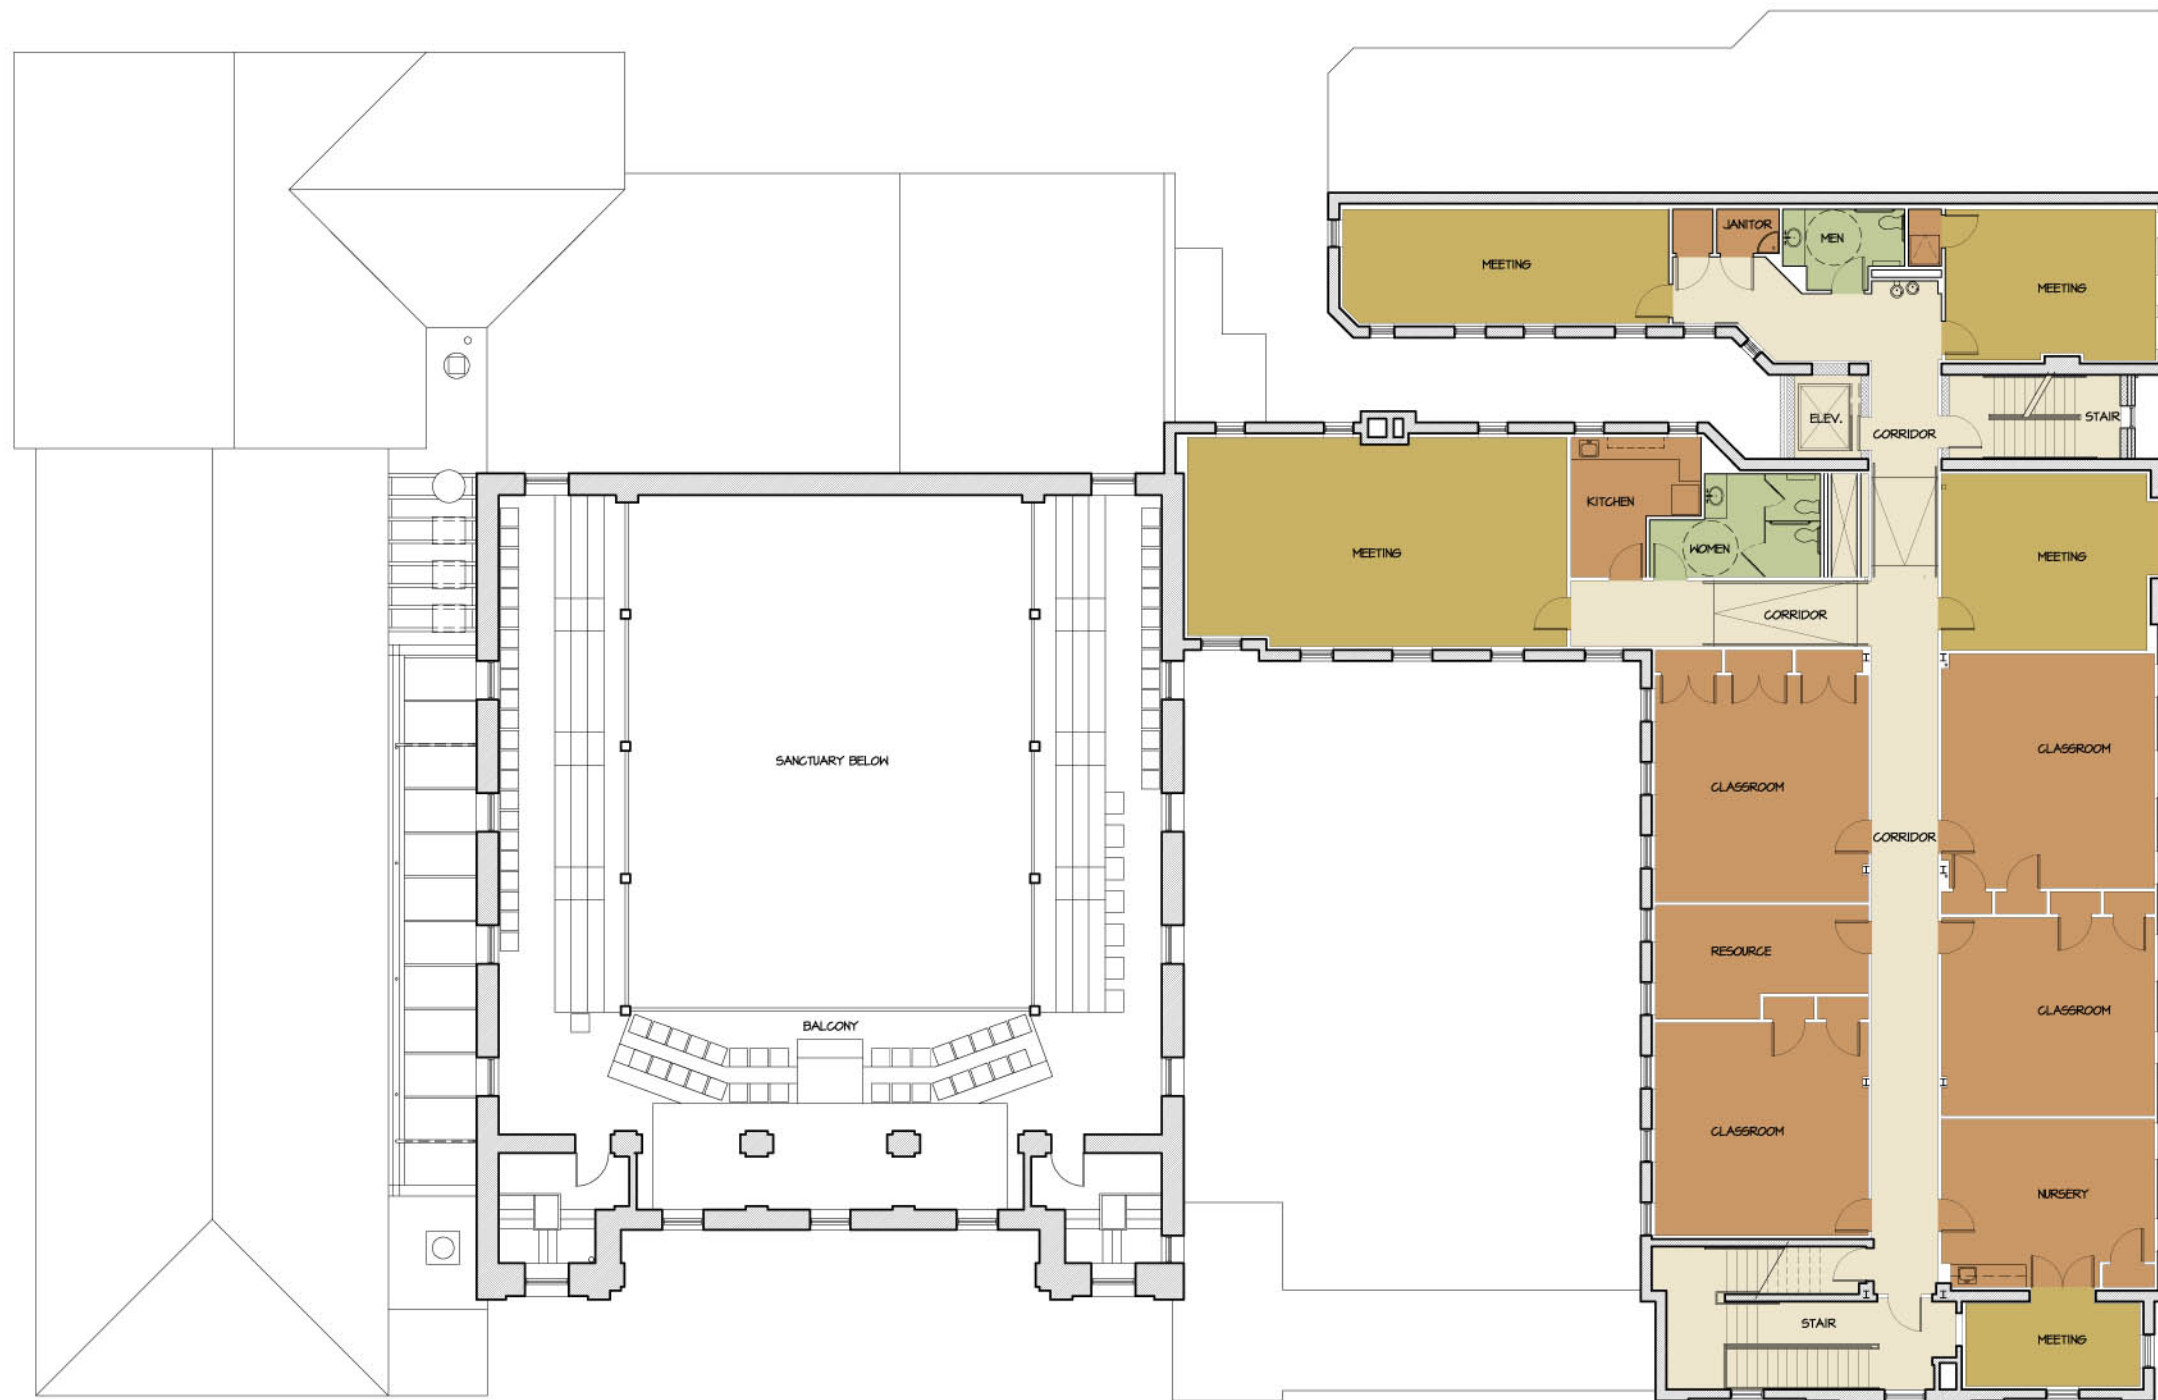 JANITOR
MEN
MEETING
MEETING
ELEV.
STAIR
CORRIDOR
KITCHEN
MEETING
WOMEN
MEETING
CORRIDOR
CLASSROOM
SANCTUARY BELOW
CLASSROOM
CORRIDOR
RESOURCE
CLASSROOM
BALCONY
CLASSROOM
NURSERY
STAIR
MEETING